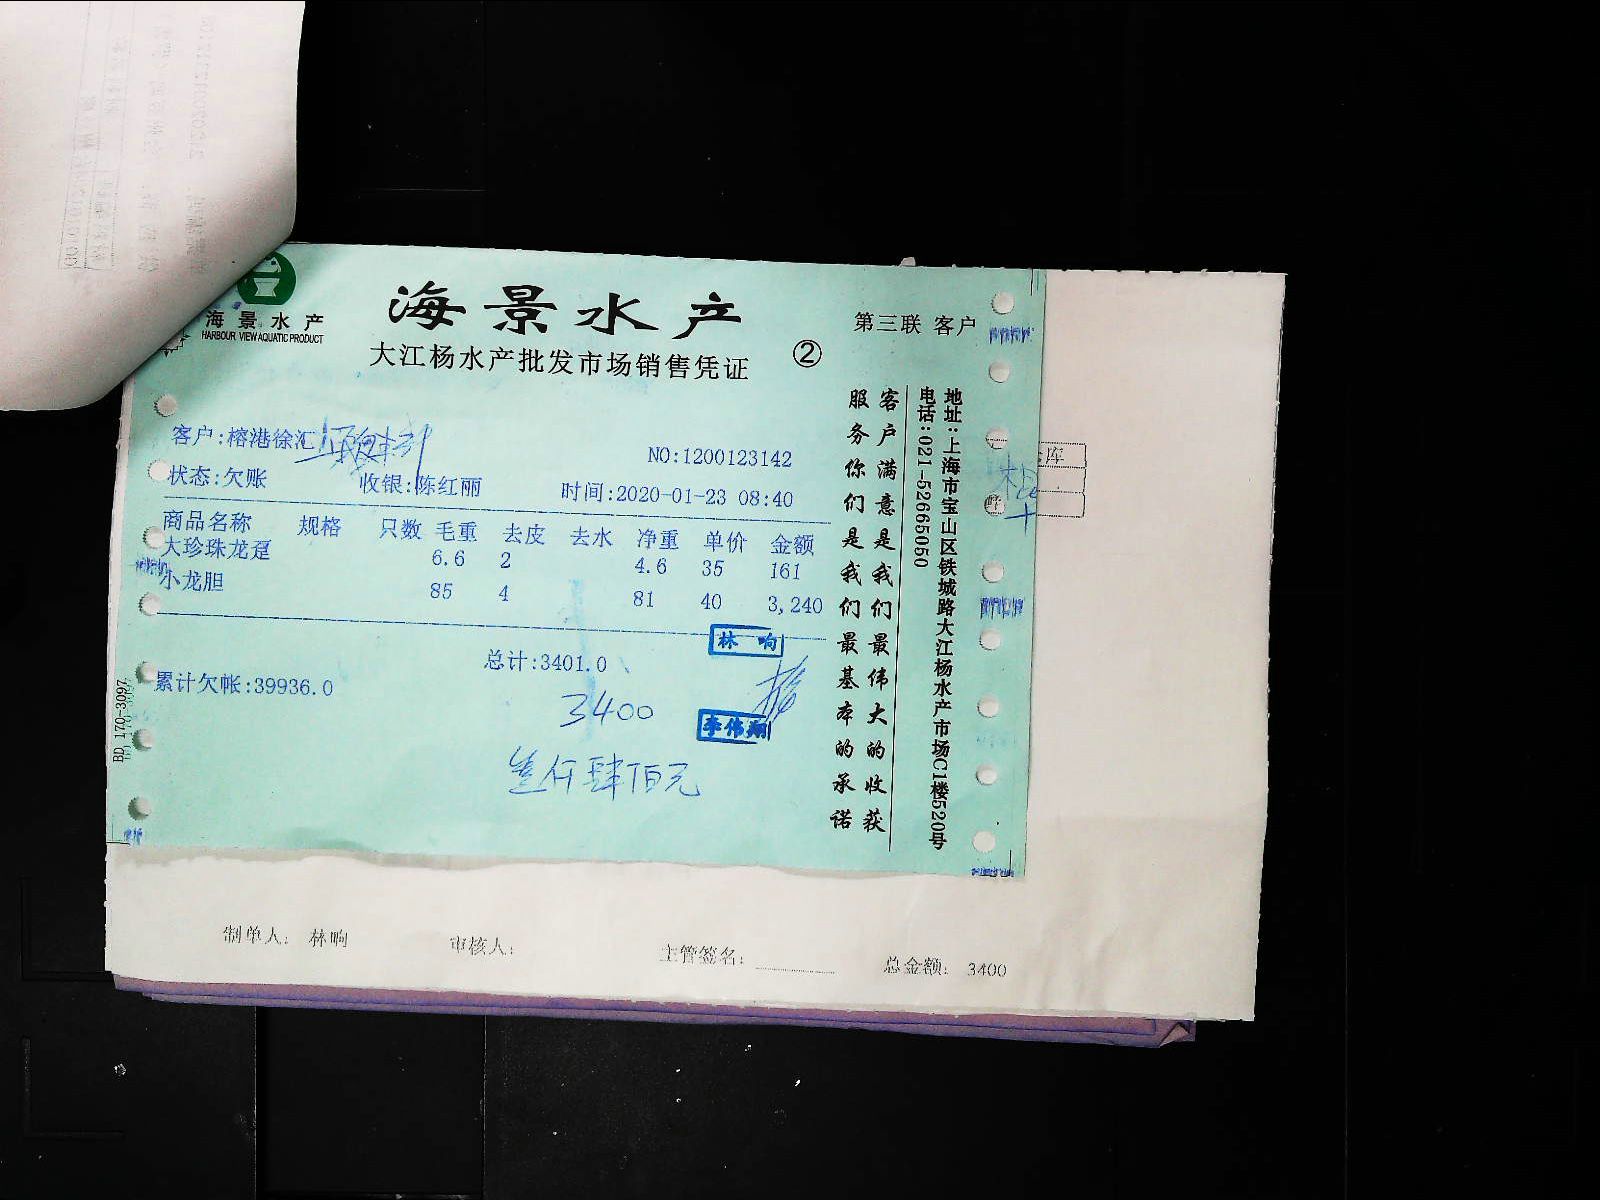 海景水产
HARBOUR VIEW AQUATIC PRODUCT
海景水产
大江杨水产批发市场销售凭证
②
第三联 客户
客户:榕港徐汇
NO:1200123142
状态:欠账 收银:陈红丽 时间:2020-01-23 08:40
商品名称 规格 只数 毛重 去皮 去水 净重 单价 金额
大珍珠龙趸 6.6 2 4.6 35 161
小龙胆 85 4 81 40 3,240
总计:3401.0
林响
累计欠帐:39936.0
3400
李伟翔
叁仟肆佰元
客户满意是我们最伟大的收获
服务你们是我们最基本的承诺
地址:上海市宝山区铁城路大江杨水产市场C1楼520号
电话:021-52665050
BD 170-3097
库
制单人: 林响 审核人: 主管签名: 总金额: 3400